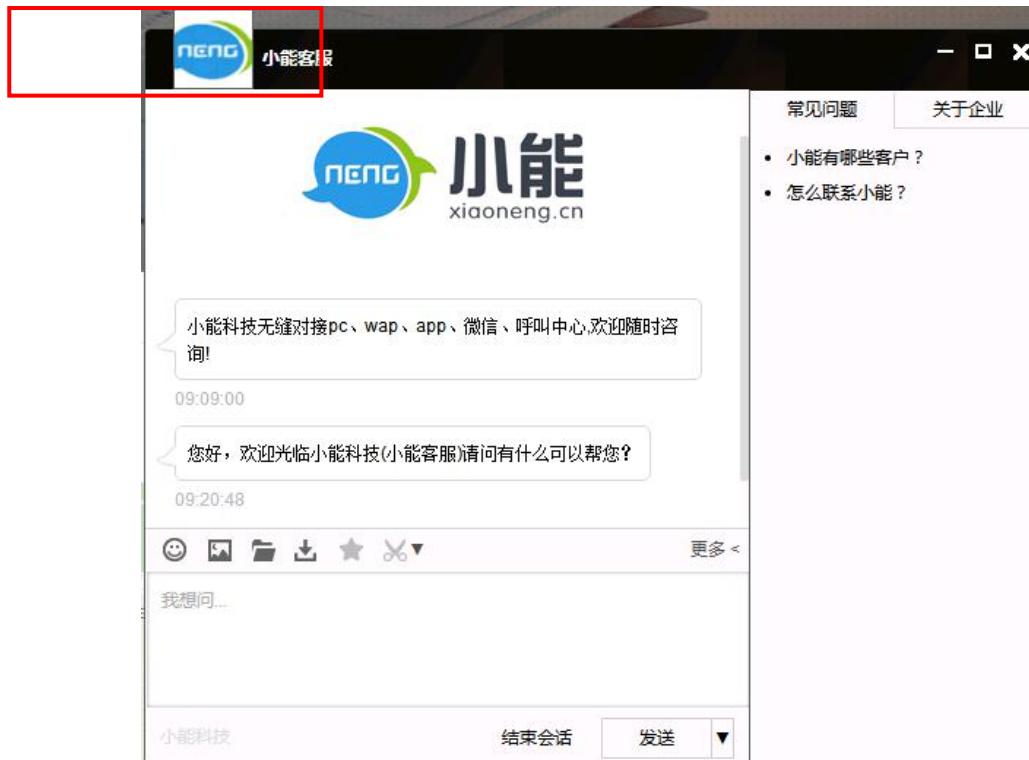 neng
小能客服
常见问题
关于企业
小能有哪些客户?
怎么联系小能?
neng
小能
xiaoneng.cn
小能科技无缝对接pc、wap、app、微信、呼叫中心,欢迎随时咨
询!
09:09:00
您好，欢迎光临小能科技(小能客服)请问有什么可以帮您?
09:20:48
更多 <
我想问...
小能科技
结束会话
发送